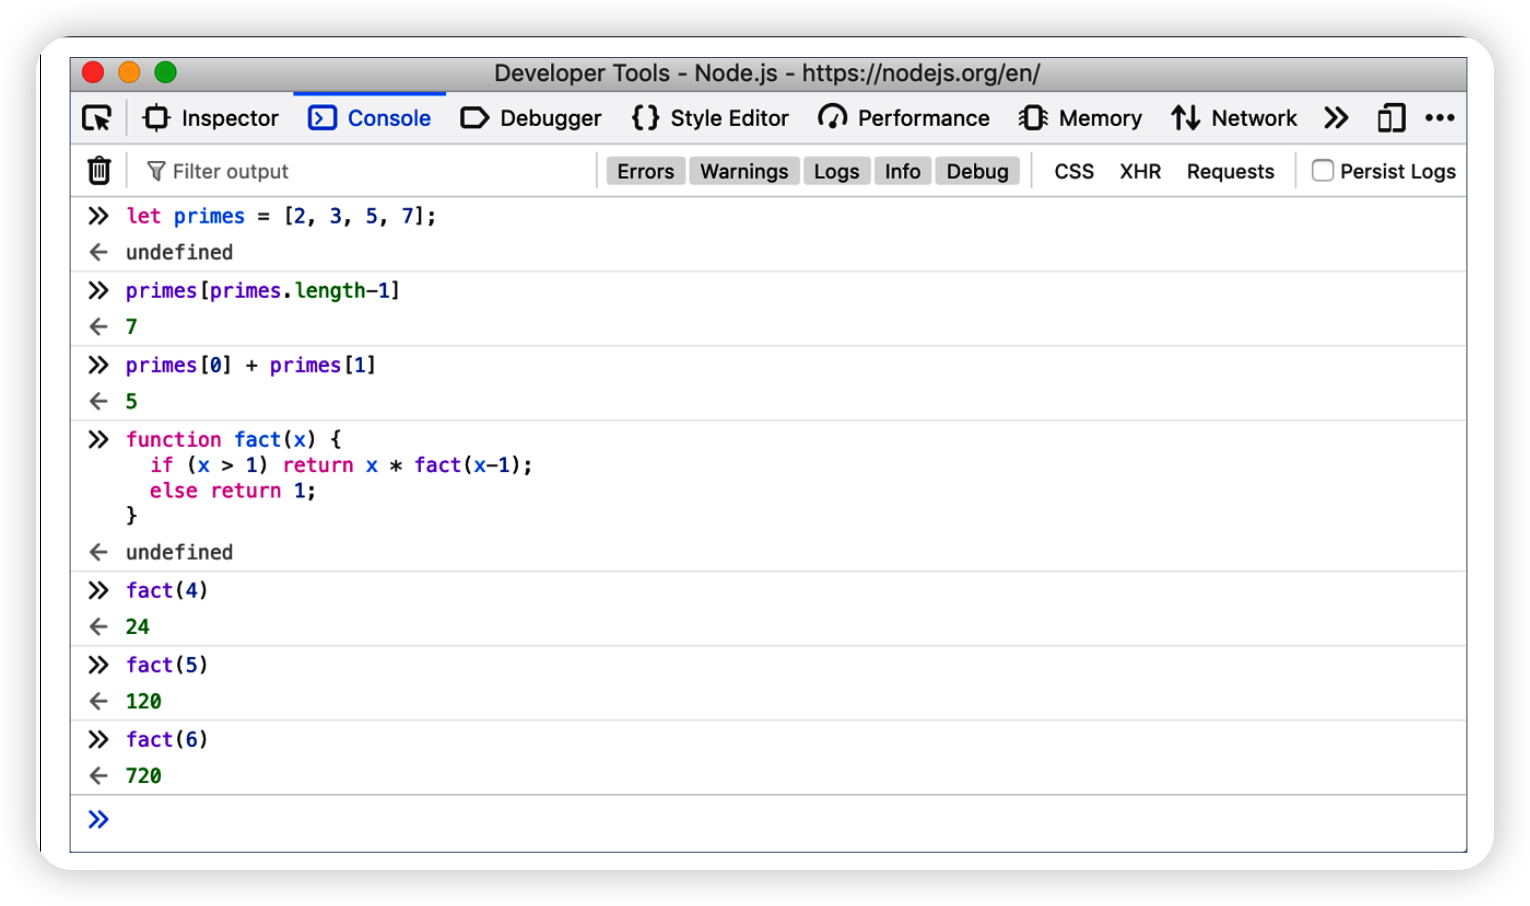 Developer Tools - Node.js - https://nodejs.org/en/
Inspector Console Debugger {} Style Editor Performance Memory Network
Filter output Errors Warnings Logs Info Debug CSS XHR Requests Persist Logs
let primes = [2, 3, 5, 7];
undefined
primes[primes.length-1]
7
primes[0] + primes[1]
5
function fact(x) {
  if (x > 1) return x * fact(x-1);
  else return 1;
}
undefined
fact(4)
24
fact(5)
120
fact(6)
720